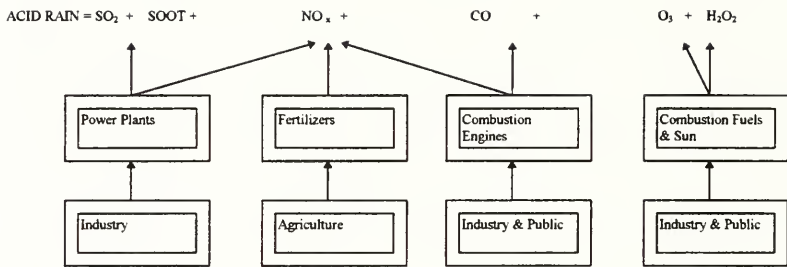 ACID RAIN = SO₂ + SOOT + NOₓ + CO + O₃ + H₂O₂
Power Plants
Fertilizers
Combustion
Engines
Combustion Fuels
& Sun
Industry
Agriculture
Industry & Public
Industry & Public